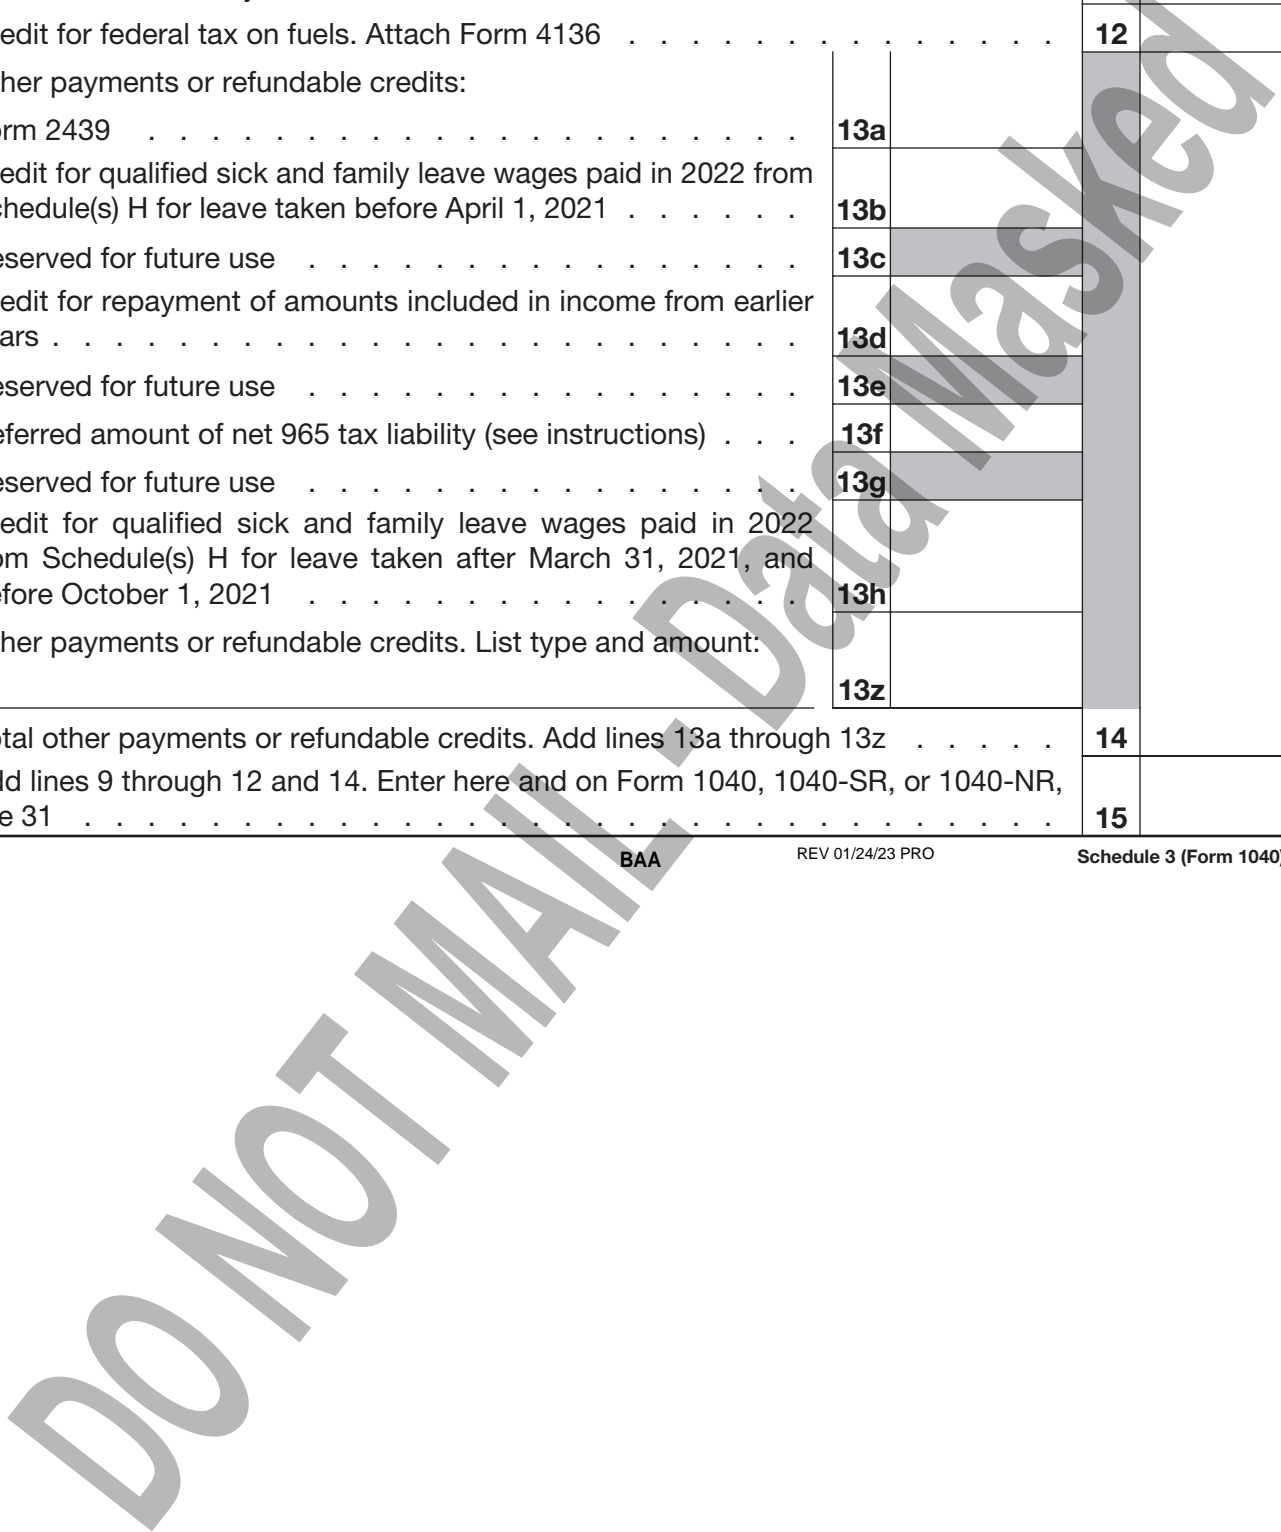 edit for federal tax on fuels. Attach Form 4136 . . . . . . . . . . . . . . 12
her payments or refundable credits:
orm 2439 . . . . . . . . . . . . . . . . . . . . . 13a
edit for qualified sick and family leave wages paid in 2022 from
chedule(s) H for leave taken before April 1, 2021 . . . . . . 13b
eserved for future use . . . . . . . . . . . . . . . . 13c
edit for repayment of amounts included in income from earlier
ars . . . . . . . . . . . . . . . . . . . . . . . . 13d
eserved for future use . . . . . . . . . . . . . . . . 13e
eferred amount of net 965 tax liability (see instructions) . . . 13f
eserved for future use . . . . . . . . . . . . . . . . 13g
edit for qualified sick and family leave wages paid in 2022
om Schedule(s) H for leave taken after March 31, 2021, and
efore October 1, 2021 . . . . . . . . . . . . . . . . 13h
her payments or refundable credits. List type and amount:
13z
otal other payments or refundable credits. Add lines 13a through 13z . . . . . 14
dd lines 9 through 12 and 14. Enter here and on Form 1040, 1040-SR, or 1040-NR,
e 31 . . . . . . . . . . . . . . . . . . . . . . . . . . . . . . . 15
BAA REV 01/24/23 PRO Schedule 3 (Form 1040)
DO NOT MAIL - Data Masked